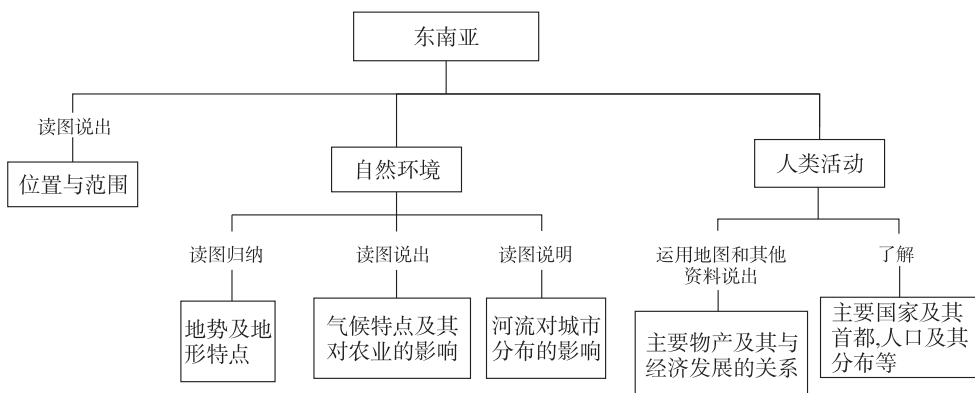 东南亚
读图说出
位置与范围
自然环境
人类活动
读图归纳
读图说出
读图说明
运用地图和其他
资料说出
了解
地势及地
形特点
气候特点及其
对农业的影响
河流对城市
分布的影响
主要物产及其与
经济发展的关系
主要国家及其
首都,人口及其
分布等